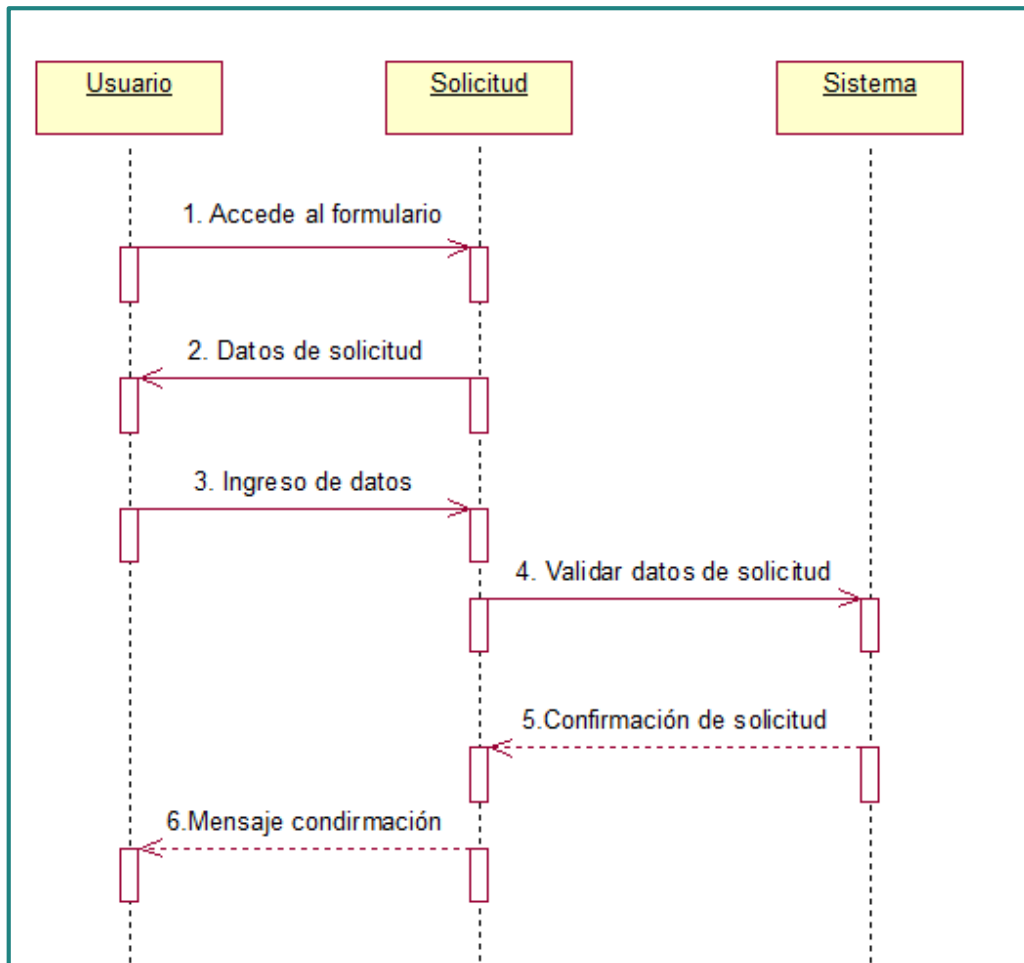 Usuario
Solicitud
Sistema
1. Accede al formulario
2. Datos de solicitud
3. Ingreso de datos
4. Validar datos de solicitud
5.Confirmación de solicitud
6.Mensaje condirmación